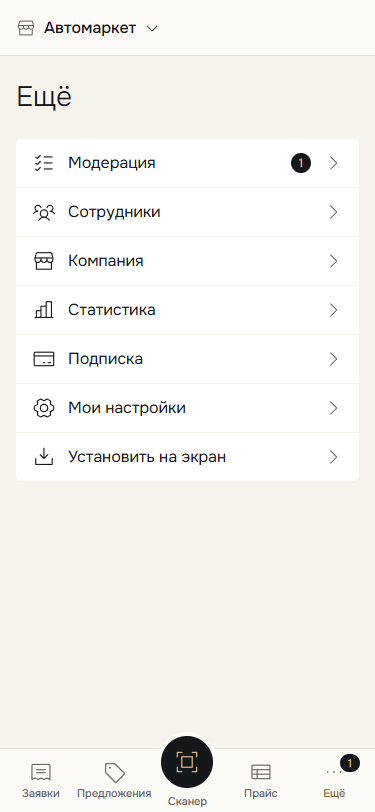 Автомаркет
Ещё
Модерация 1
Сотрудники
Компания
Статистика
Подписка
Мои настройки
Установить на экран
1
Заявки Предложения Сканер Прайс Ещё